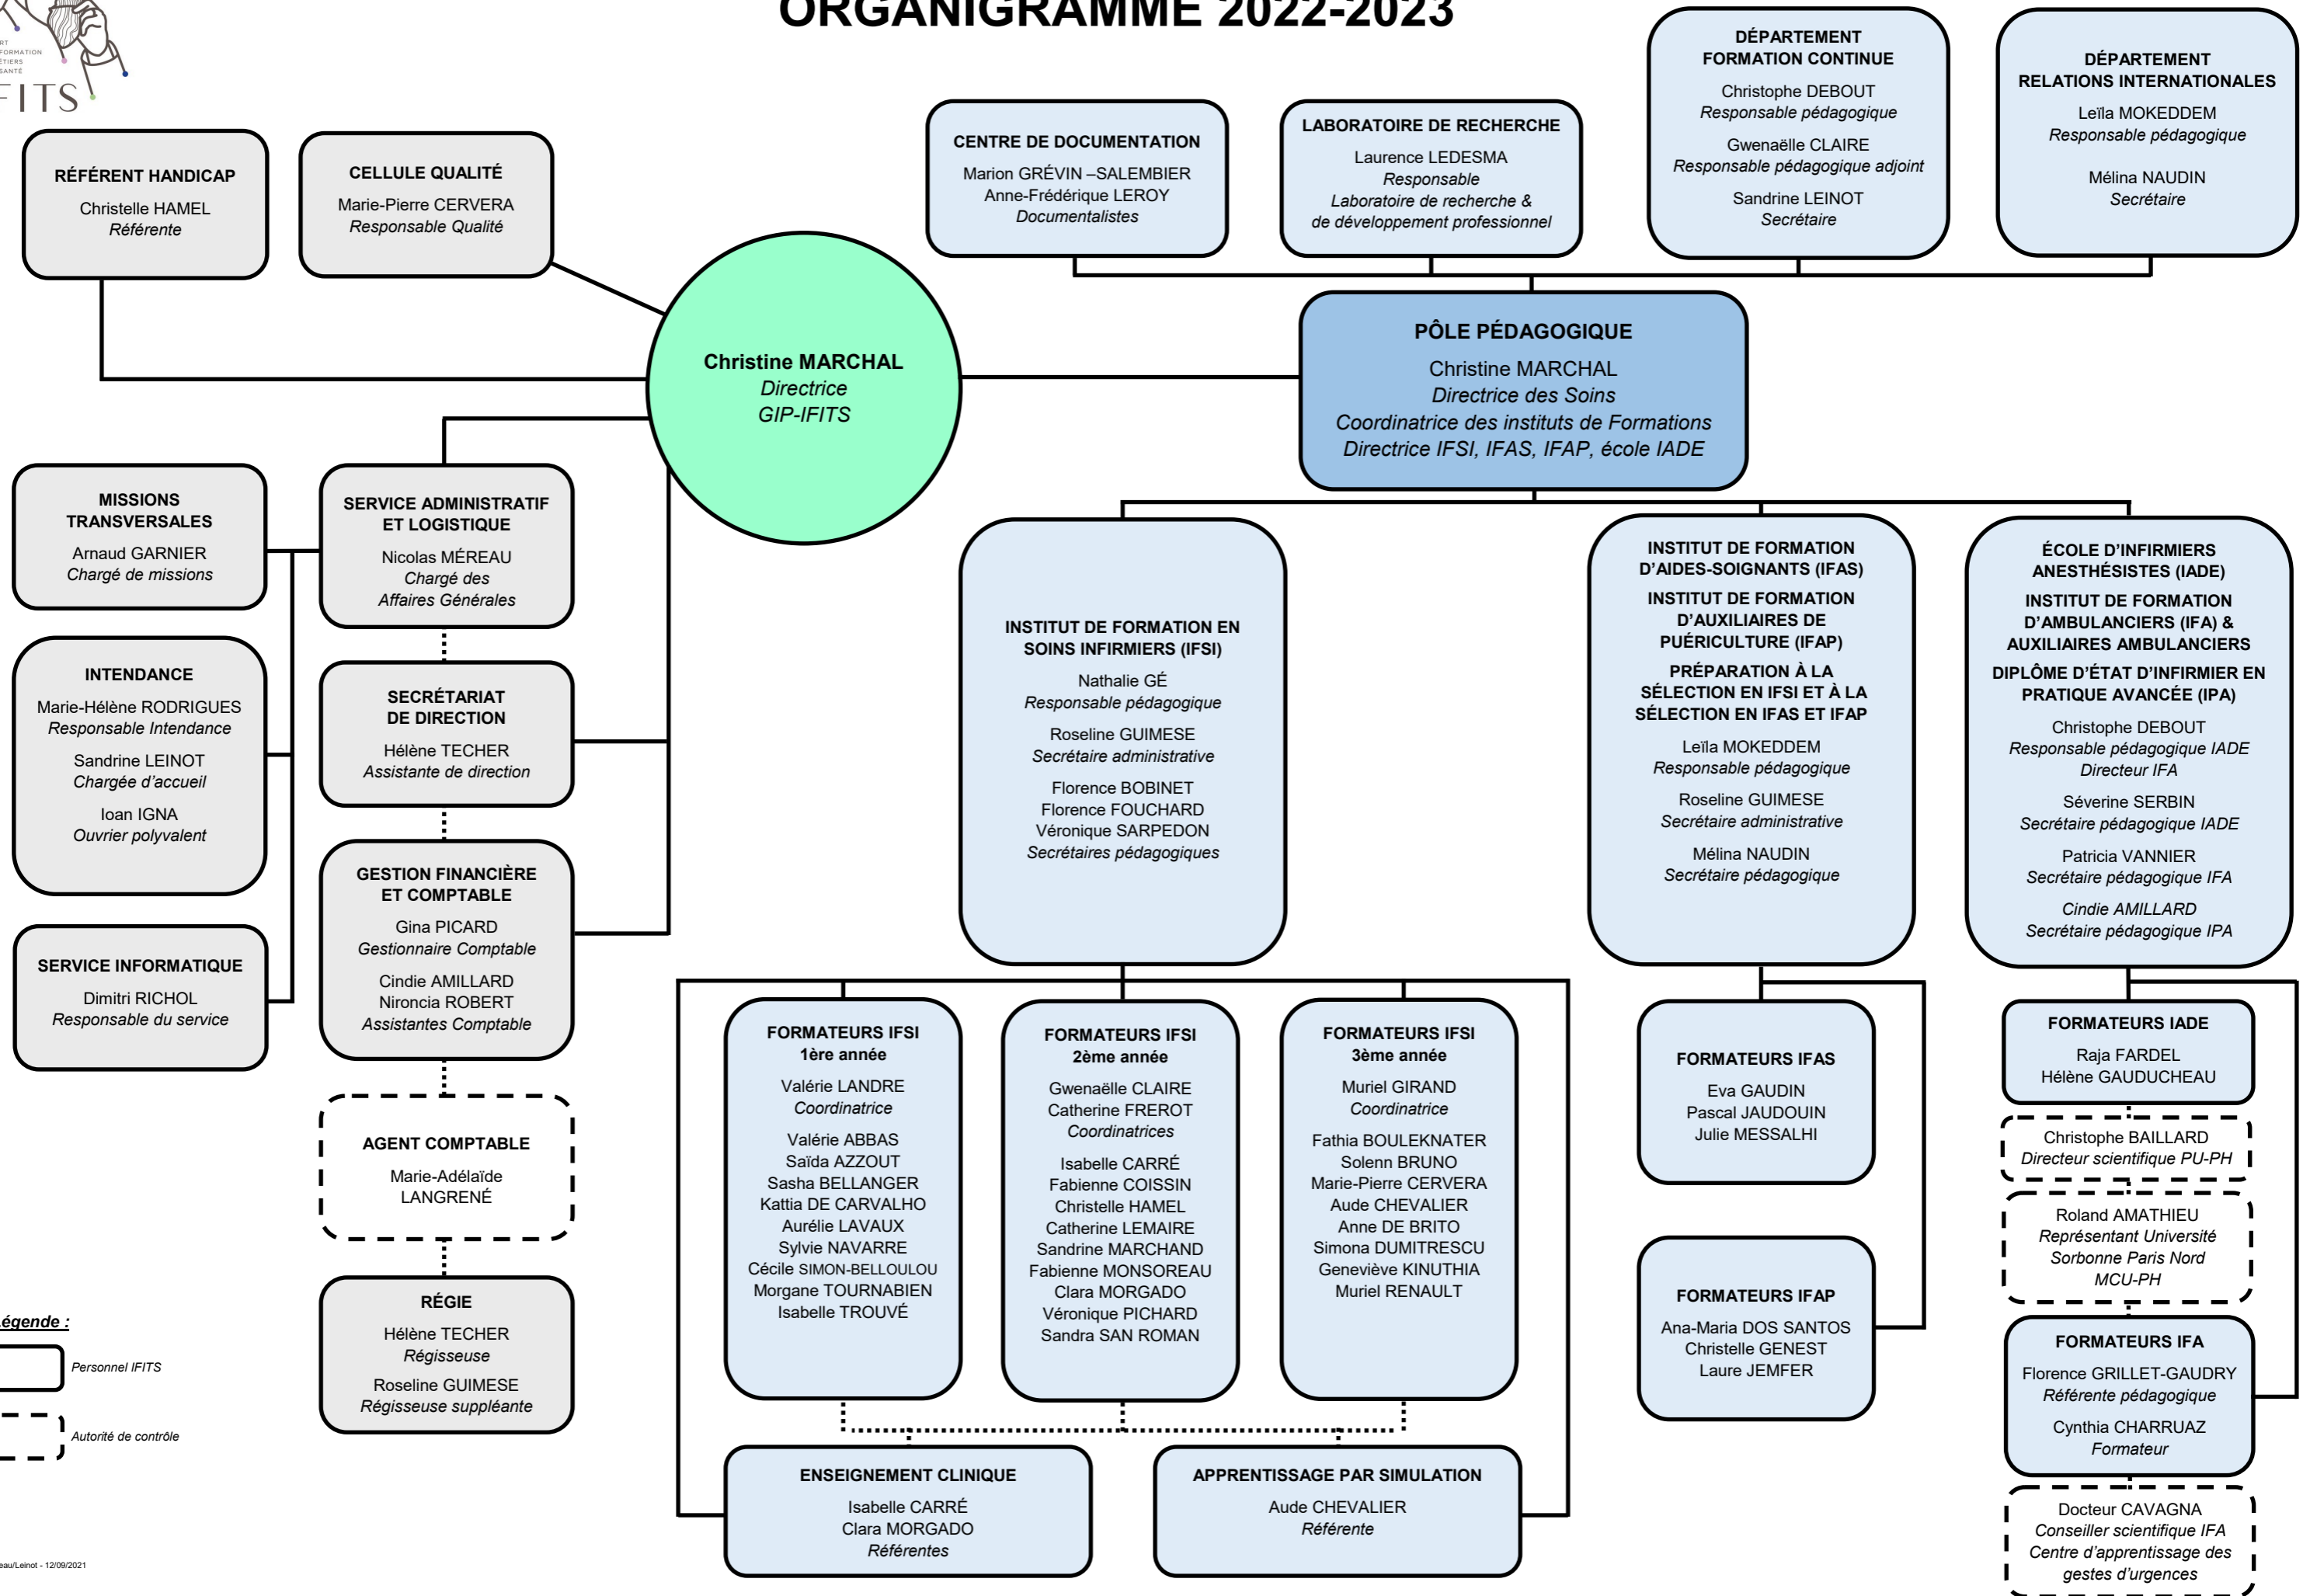 ORGANIGRAMME 2022-2023
RT
FORMATION
ÉTIERS
SANTÉ
FITS
RÉFÉRENT HANDICAP
Christelle HAMEL
Référente
CELLULE QUALITÉ
Marie-Pierre CERVERA
Responsable Qualité
CENTRE DE DOCUMENTATION
Marion GRÉVIN –SALEMBIER
Anne-Frédérique LEROY
Documentalistes
LABORATOIRE DE RECHERCHE
Laurence LEDESMA
Responsable
Laboratoire de recherche &
de développement professionnel
DÉPARTEMENT
FORMATION CONTINUE
Christophe DEBOUT
Responsable pédagogique
Gwenaëlle CLAIRE
Responsable pédagogique adjoint
Sandrine LEINOT
Secrétaire
DÉPARTEMENT
RELATIONS INTERNATIONALES
Leïla MOKEDDEM
Responsable pédagogique
Mélina NAUDIN
Secrétaire
Christine MARCHAL
Directrice
GIP-IFITS
PÔLE PÉDAGOGIQUE
Christine MARCHAL
Directrice des Soins
Coordinatrice des instituts de Formations
Directrice IFSI, IFAS, IFAP, école IADE
MISSIONS
TRANSVERSALES
Arnaud GARNIER
Chargé de missions
SERVICE ADMINISTRATIF
ET LOGISTIQUE
Nicolas MÉREAU
Chargé des
Affaires Générales
INTENDANCE
Marie-Hélène RODRIGUES
Responsable Intendance
Sandrine LEINOT
Chargée d’accueil
Ioan IGNA
Ouvrier polyvalent
SECRÉTARIAT
DE DIRECTION
Hélène TECHER
Assistante de direction
SERVICE INFORMATIQUE
Dimitri RICHOL
Responsable du service
GESTION FINANCIÈRE
ET COMPTABLE
Gina PICARD
Gestionnaire Comptable
Cindie AMILLARD
Nironcia ROBERT
Assistantes Comptable
AGENT COMPTABLE
Marie-Adélaïde
LANGRENÉ
RÉGIE
Hélène TECHER
Régisseuse
Roseline GUIMESE
Régisseuse suppléante
INSTITUT DE FORMATION EN
SOINS INFIRMIERS (IFSI)
Nathalie GÉ
Responsable pédagogique
Roseline GUIMESE
Secrétaire administrative
Florence BOBINET
Florence FOUCHARD
Véronique SARPEDON
Secrétaires pédagogiques
INSTITUT DE FORMATION
D’AIDES-SOIGNANTS (IFAS)
INSTITUT DE FORMATION
D’AUXILIAIRES DE
PUÉRICULTURE (IFAP)
PRÉPARATION À LA
SÉLECTION EN IFSI ET À LA
SÉLECTION EN IFAS ET IFAP
Leïla MOKEDDEM
Responsable pédagogique
Roseline GUIMESE
Secrétaire administrative
Mélina NAUDIN
Secrétaire pédagogique
ÉCOLE D’INFIRMIERS
ANESTHÉSISTES (IADE)
INSTITUT DE FORMATION
D’AMBULANCIERS (IFA) &
AUXILIAIRES AMBULANCIERS
DIPLÔME D’ÉTAT D’INFIRMIER EN
PRATIQUE AVANCÉE (IPA)
Christophe DEBOUT
Responsable pédagogique IADE
Directeur IFA
Séverine SERBIN
Secrétaire pédagogique IADE
Patricia VANNIER
Secrétaire pédagogique IFA
Cindie AMILLARD
Secrétaire pédagogique IPA
FORMATEURS IFSI
1ère année
Valérie LANDRE
Coordinatrice
Valérie ABBAS
Saïda AZZOUT
Sasha BELLANGER
Kattia DE CARVALHO
Aurélie LAVAUX
Sylvie NAVARRE
Cécile SIMON-BELLOULOU
Morgane TOURNABIEN
Isabelle TROUVÉ
FORMATEURS IFSI
2ème année
Gwenaëlle CLAIRE
Catherine FREROT
Coordinatrices
Isabelle CARRÉ
Fabienne COISSIN
Christelle HAMEL
Catherine LEMAIRE
Sandrine MARCHAND
Fabienne MONSOREAU
Clara MORGADO
Véronique PICHARD
Sandra SAN ROMAN
FORMATEURS IFSI
3ème année
Muriel GIRAND
Coordinatrice
Fathia BOULEKNATER
Solenn BRUNO
Marie-Pierre CERVERA
Aude CHEVALIER
Anne DE BRITO
Simona DUMITRESCU
Geneviève KINUTHIA
Muriel RENAULT
ENSEIGNEMENT CLINIQUE
Isabelle CARRÉ
Clara MORGADO
Référentes
APPRENTISSAGE PAR SIMULATION
Aude CHEVALIER
Référente
FORMATEURS IFAS
Eva GAUDIN
Pascal JAUDOUIN
Julie MESSALHI
FORMATEURS IFAP
Ana-Maria DOS SANTOS
Christelle GENEST
Laure JEMFER
FORMATEURS IADE
Raja FARDEL
Hélène GAUDUCHEAU
Christophe BAILLARD
Directeur scientifique PU-PH
Roland AMATHIEU
Représentant Université
Sorbonne Paris Nord
MCU-PH
FORMATEURS IFA
Florence GRILLET-GAUDRY
Référente pédagogique
Cynthia CHARRUAZ
Formateur
Docteur CAVAGNA
Conseiller scientifique IFA
Centre d’apprentissage des
gestes d’urgences
égende :
Personnel IFITS
Autorité de contrôle
eau/Leinot - 12/09/2021